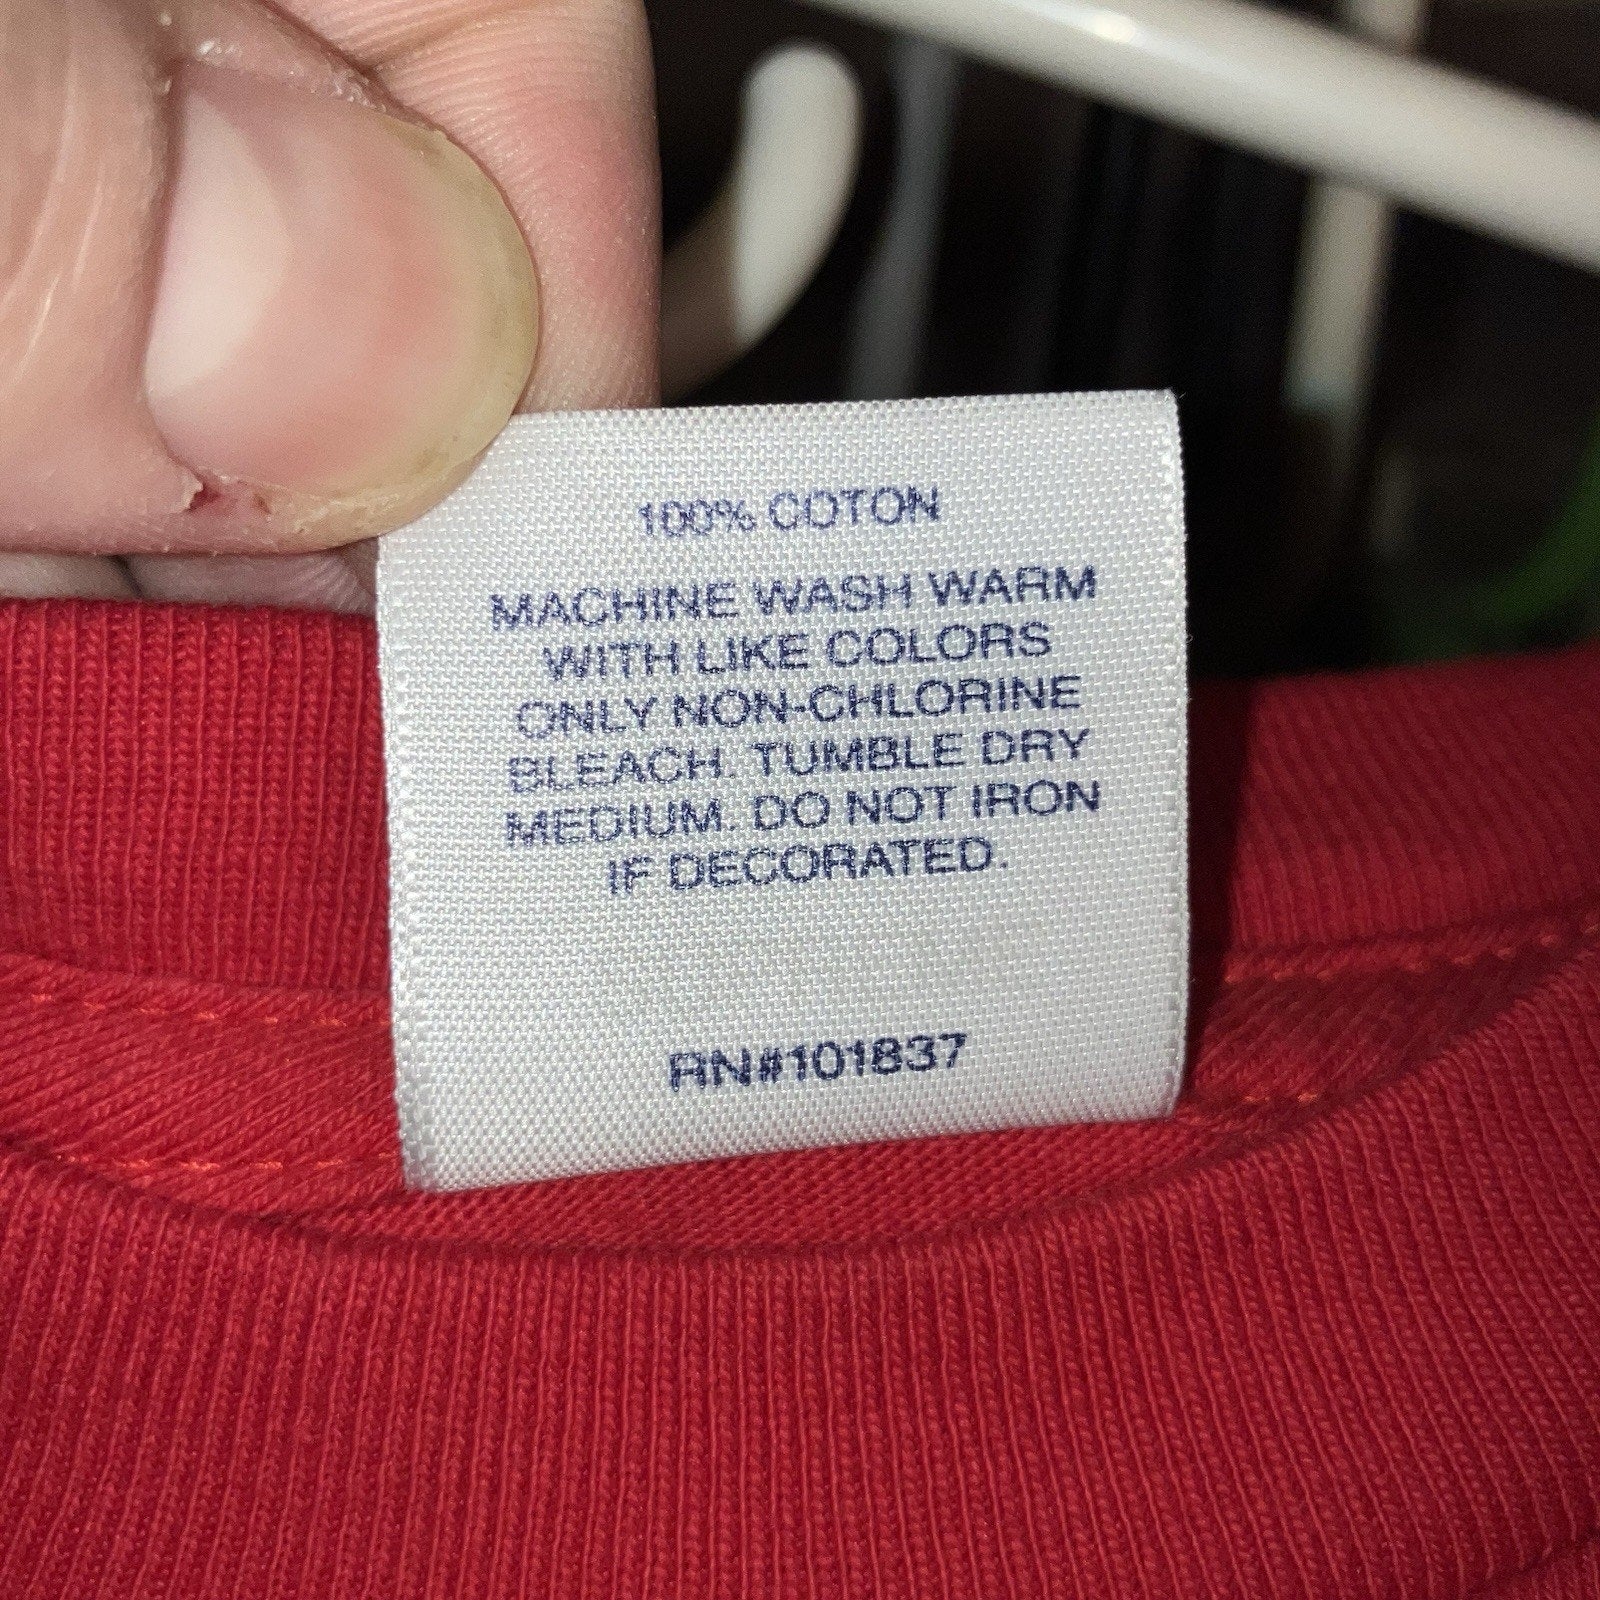 100% COTON
MACHINE WASH WARM
WITH LIKE COLORS
ONLY NON-CHLORINE
BLEACH. TUMBLE DRY
MEDIUM. DO NOT IRON
IF DECORATED.
RN#101837